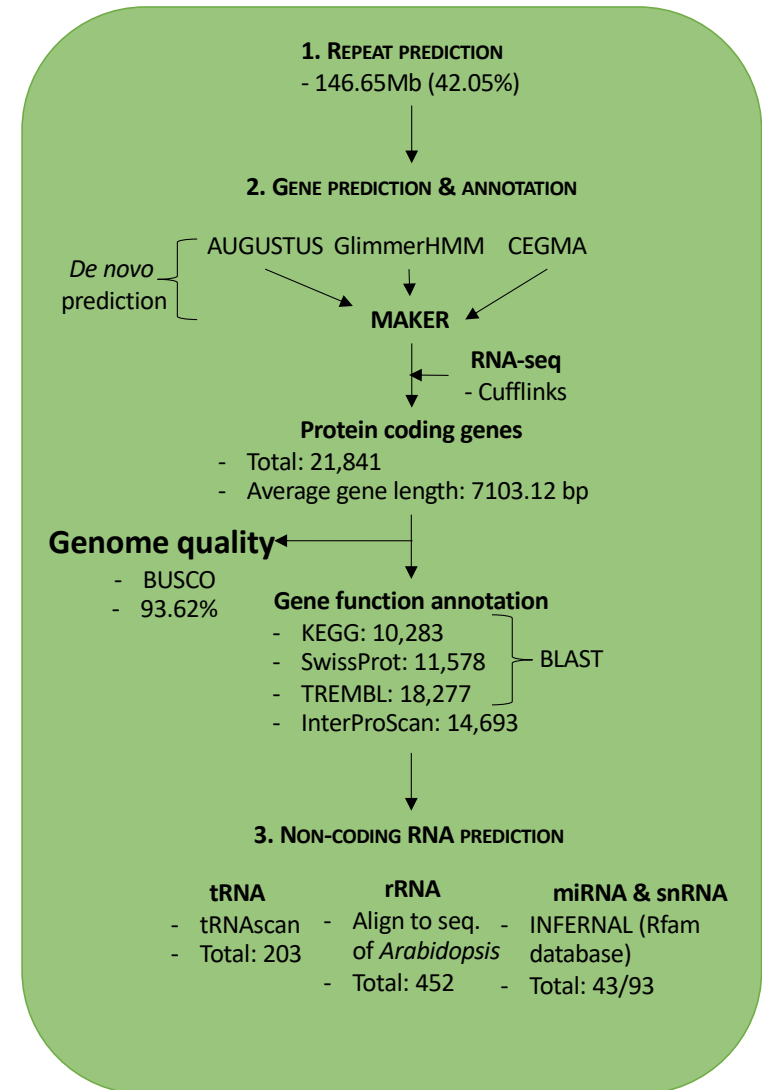 1. REPEAT PREDICTION
- 146.65Mb (42.05%)
2. GENE PREDICTION & ANNOTATION
AUGUSTUS GlimmerHMM CEGMA
De novo
prediction
MAKER
RNA-seq
- Cufflinks
Protein coding genes
- Total: 21,841
- Average gene length: 7103.12 bp
Genome quality
- BUSCO
- 93.62%
Gene function annotation
- KEGG: 10,283
- SwissProt: 11,578
- TREMBL: 18,277
- InterProScan: 14,693
BLAST
3. NON-CODING RNA PREDICTION
tRNA
- tRNAscan
- Total: 203
rRNA
- Align to seq.
of Arabidopsis
- Total: 452
miRNA & snRNA
- INFERNAL (Rfam
database)
- Total: 43/93